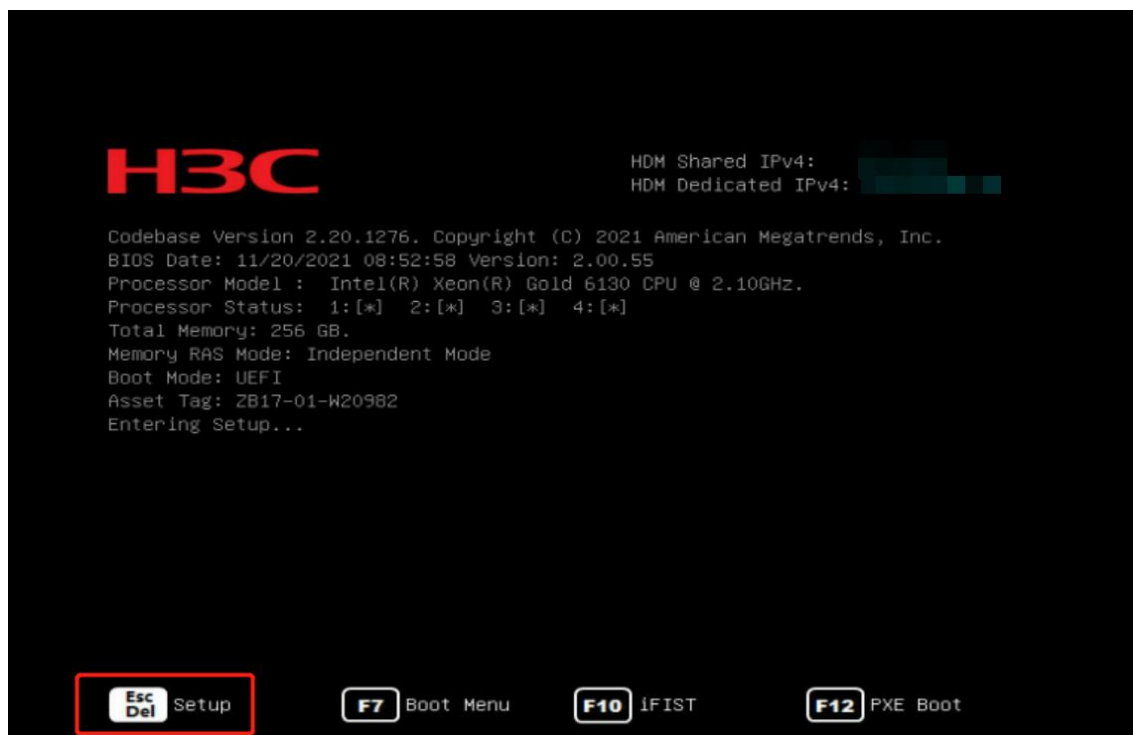 H3C
HDM Shared IPv4:
HDM Dedicated IPv4:
Codebase Version 2.20.1276. Copyright (C) 2021 American Megatrends, Inc.
BIOS Date: 11/20/2021 08:52:58 Version: 2.00.55
Processor Model : Intel(R) Xeon(R) Gold 6130 CPU @ 2.10GHz.
Processor Status: 1:[*] 2:[*] 3:[*] 4:[*]
Total Memory: 256 GB.
Memory RAS Mode: Independent Mode
Boot Mode: UEFI
Asset Tag: ZB17-01-W20982
Entering Setup...
Esc Del Setup F7 Boot Menu F10 iFIST F12 PXE Boot